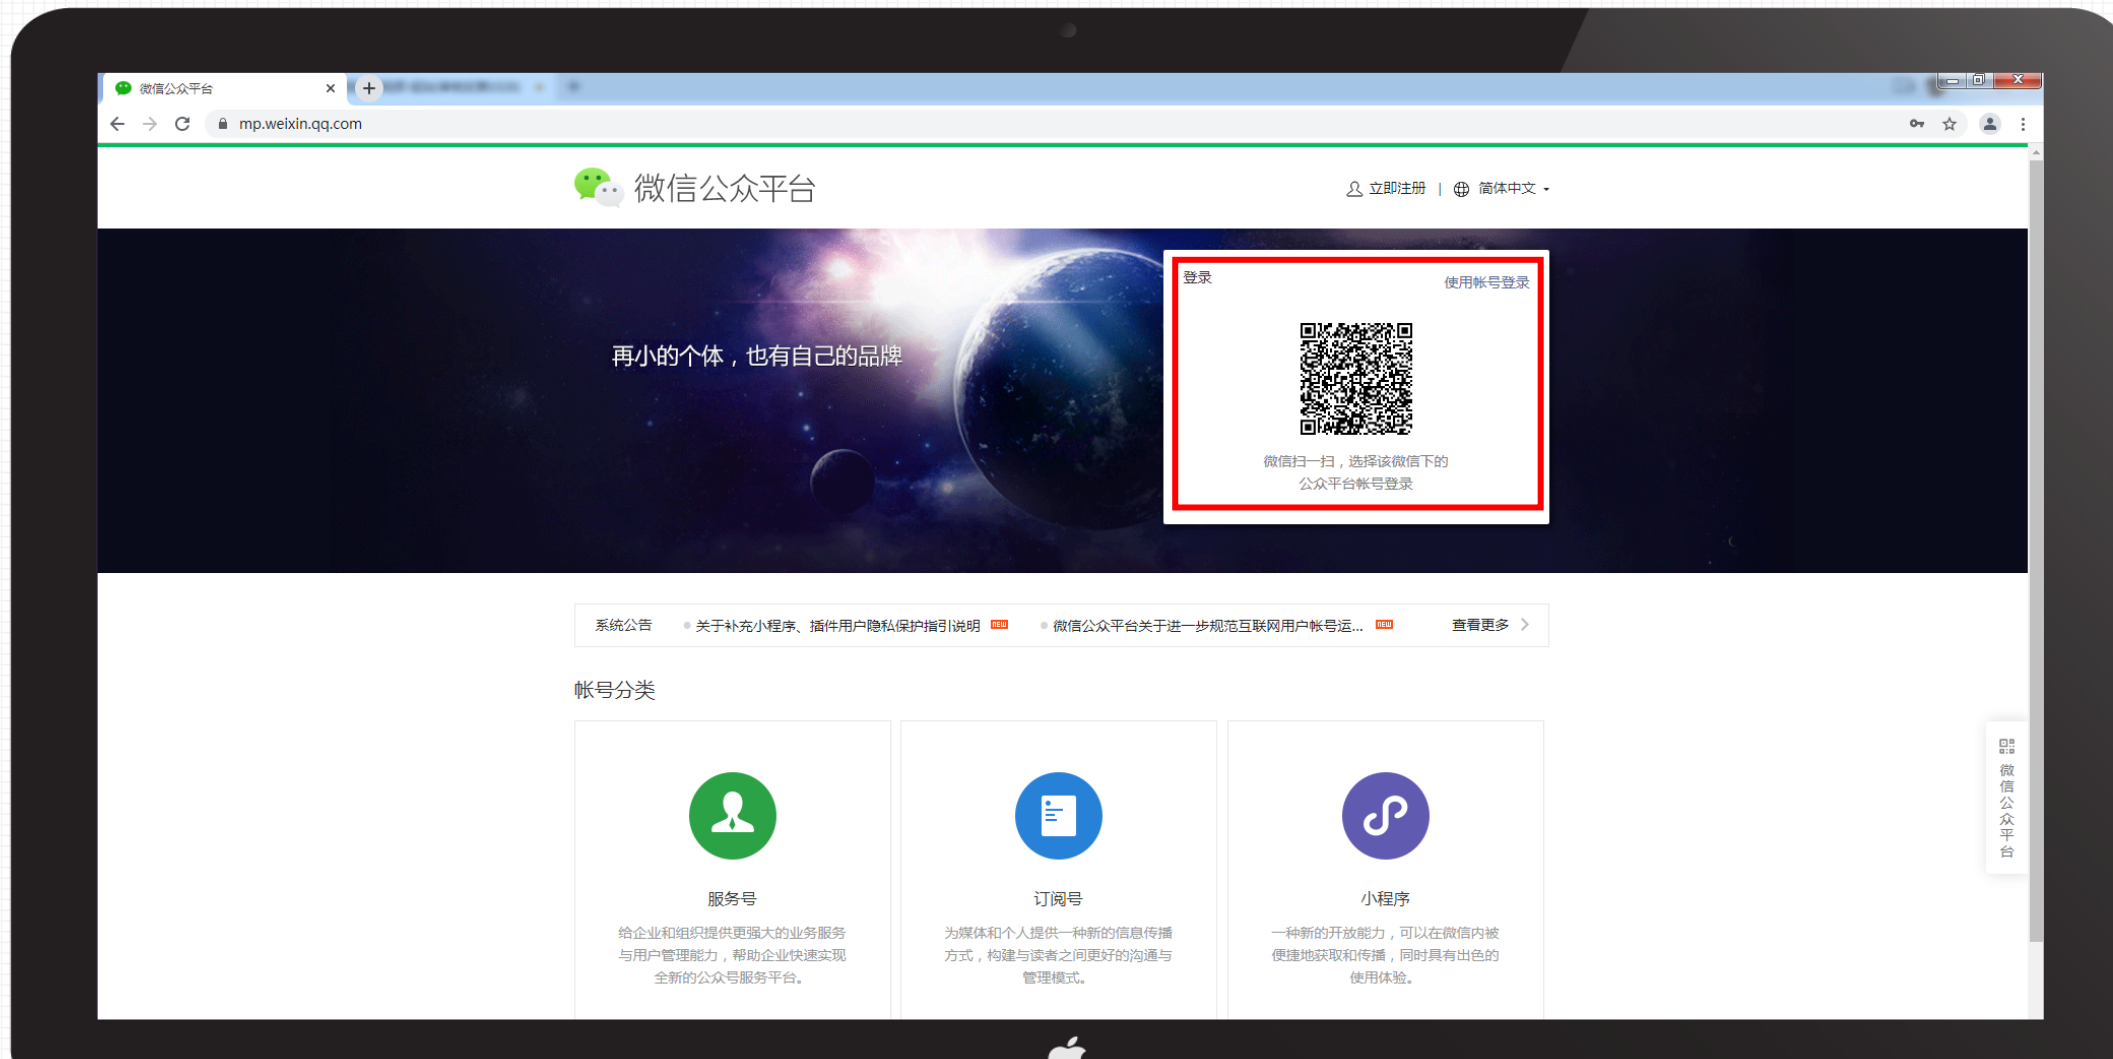 微信公众平台
mp.weixin.qq.com
微信公众平台
立即注册 | 简体中文
登录
使用帐号登录
再小的个体，也有自己的品牌
微信扫一扫，选择该微信下的
公众平台帐号登录
系统公告 关于补充小程序、插件用户隐私保护指引说明 NEW 微信公众平台关于进一步规范互联网用户帐号运... NEW 查看更多
帐号分类
服务号
给企业和组织提供更强大的业务服务
与用户管理能力，帮助企业快速实现
全新的公众号服务平台。
订阅号
为媒体和个人提供一种新的信息传播
方式，构建与读者之间更好的沟通与
管理模式。
小程序
一种新的开放能力，可以在微信内被
便捷地获取和传播，同时具有出色的
使用体验。
微信公众平台